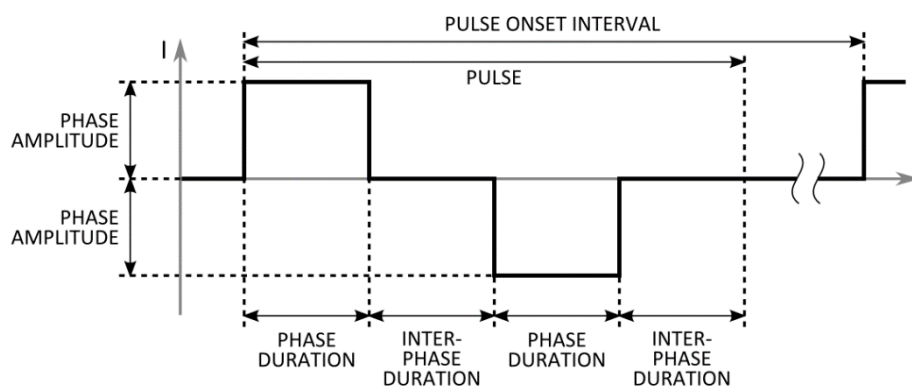 PULSE ONSET INTERVAL
I
PULSE
PHASE
AMPLITUDE
PHASE
AMPLITUDE
PHASE
DURATION
INTER-
PHASE
DURATION
PHASE
DURATION
INTER-
PHASE
DURATION